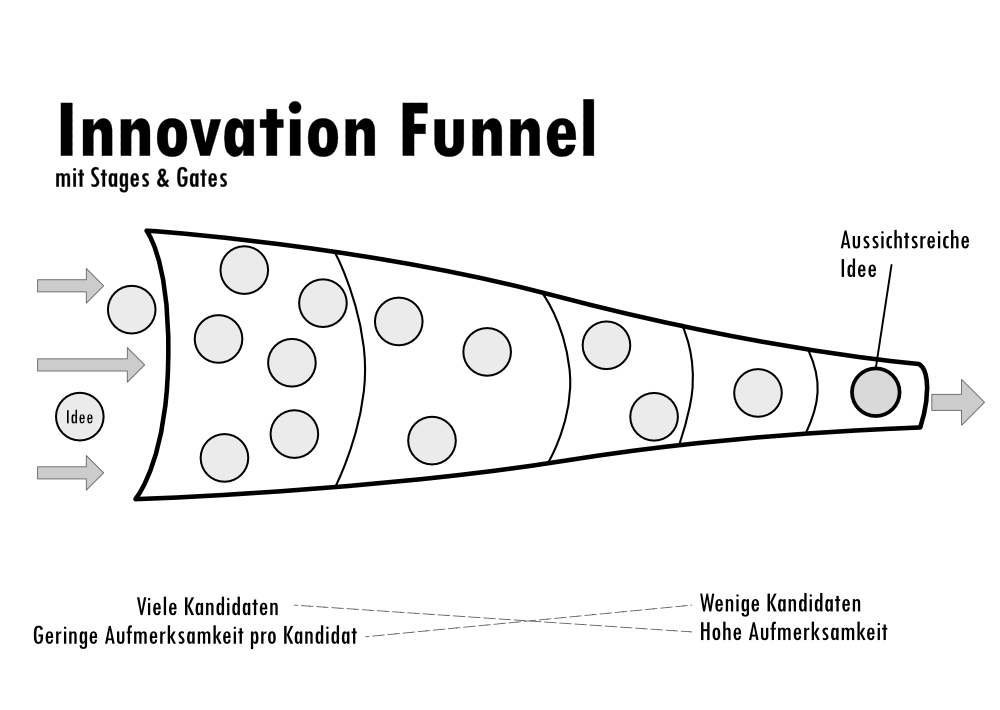 Innovation Funnel
mit Stages & Gates
Aussichtsreiche
Idee
Idee
Viele Kandidaten
Geringe Aufmerksamkeit pro Kandidat
Wenige Kandidaten
Hohe Aufmerksamkeit